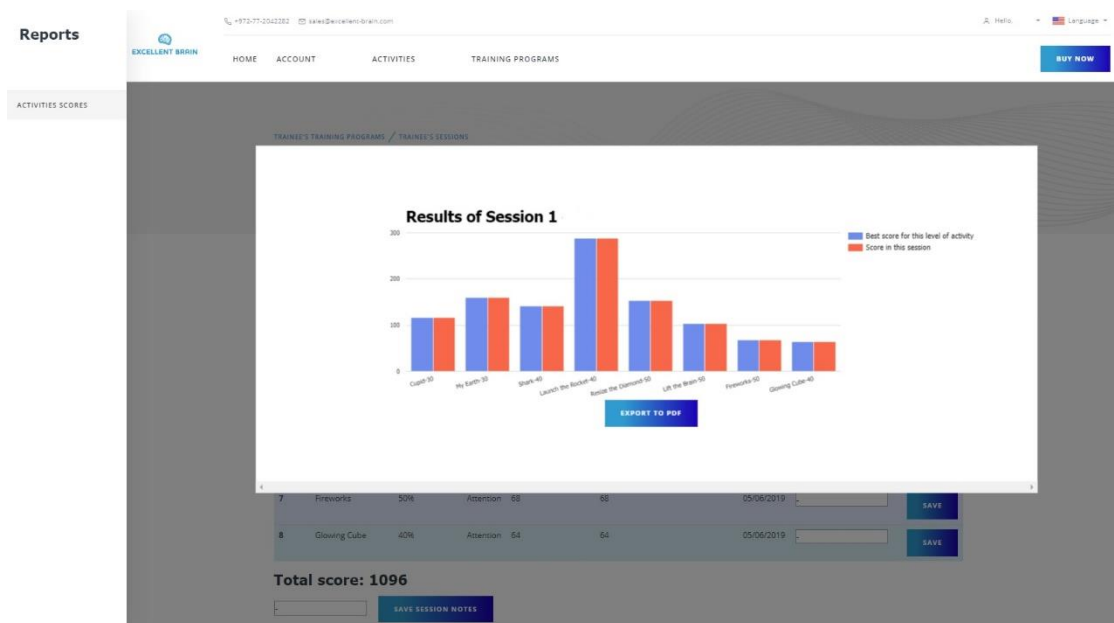 Reports
ACTIVITIES SCORES
EXCELLENT BRAIN
+972-77-2042282 sales@excellent-brain.com
Hello, Language
HOME ACCOUNT ACTIVITIES TRAINING PROGRAMS
BUY NOW
TRAINEE'S TRAINING PROGRAMS / TRAINEE'S SESSIONS
Results of Session 1
Best score for this level of activity
Score in this session
300
200
100
0
Cupid-30 My Earth-30 Shark-40 Launch the Rocket-40 Resize the Diamond-50 Lift the Brain-50 Fireworks-50 Glowing Cube-40
EXPORT TO PDF
7 Fireworks 50% Attention 68 68 05/06/2019 - SAVE
8 Glowing Cube 40% Attention 64 64 05/06/2019 - SAVE
Total score: 1096
- SAVE SESSION NOTES